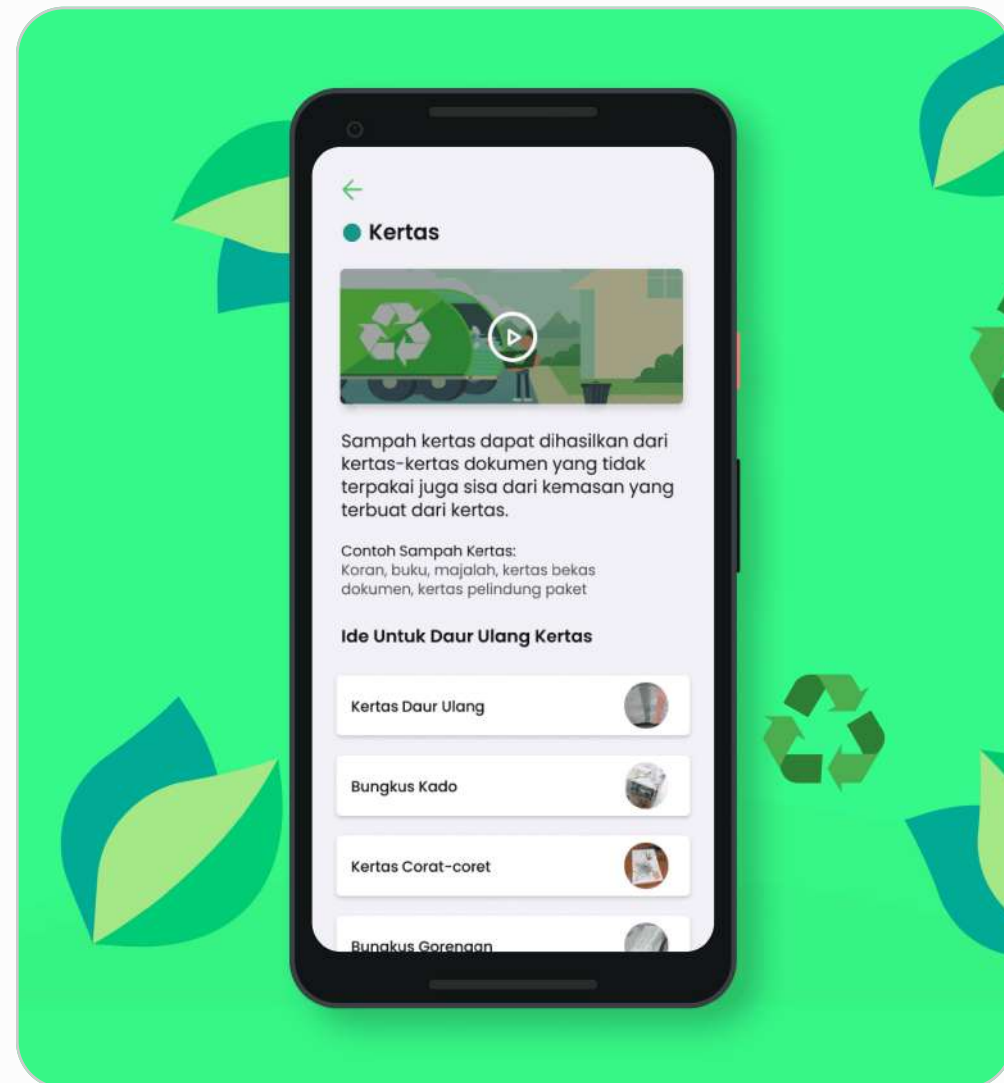 Kertas
Sampah kertas dapat dihasilkan dari
kertas-kertas dokumen yang tidak
terpakai juga sisa dari kemasan yang
terbuat dari kertas.
Contoh Sampah Kertas:
Koran, buku, majalah, kertas bekas
dokumen, kertas pelindung paket
Ide Untuk Daur Ulang Kertas
Kertas Daur Ulang
Bungkus Kado
Kertas Corat-coret
Bungkus Gorengan